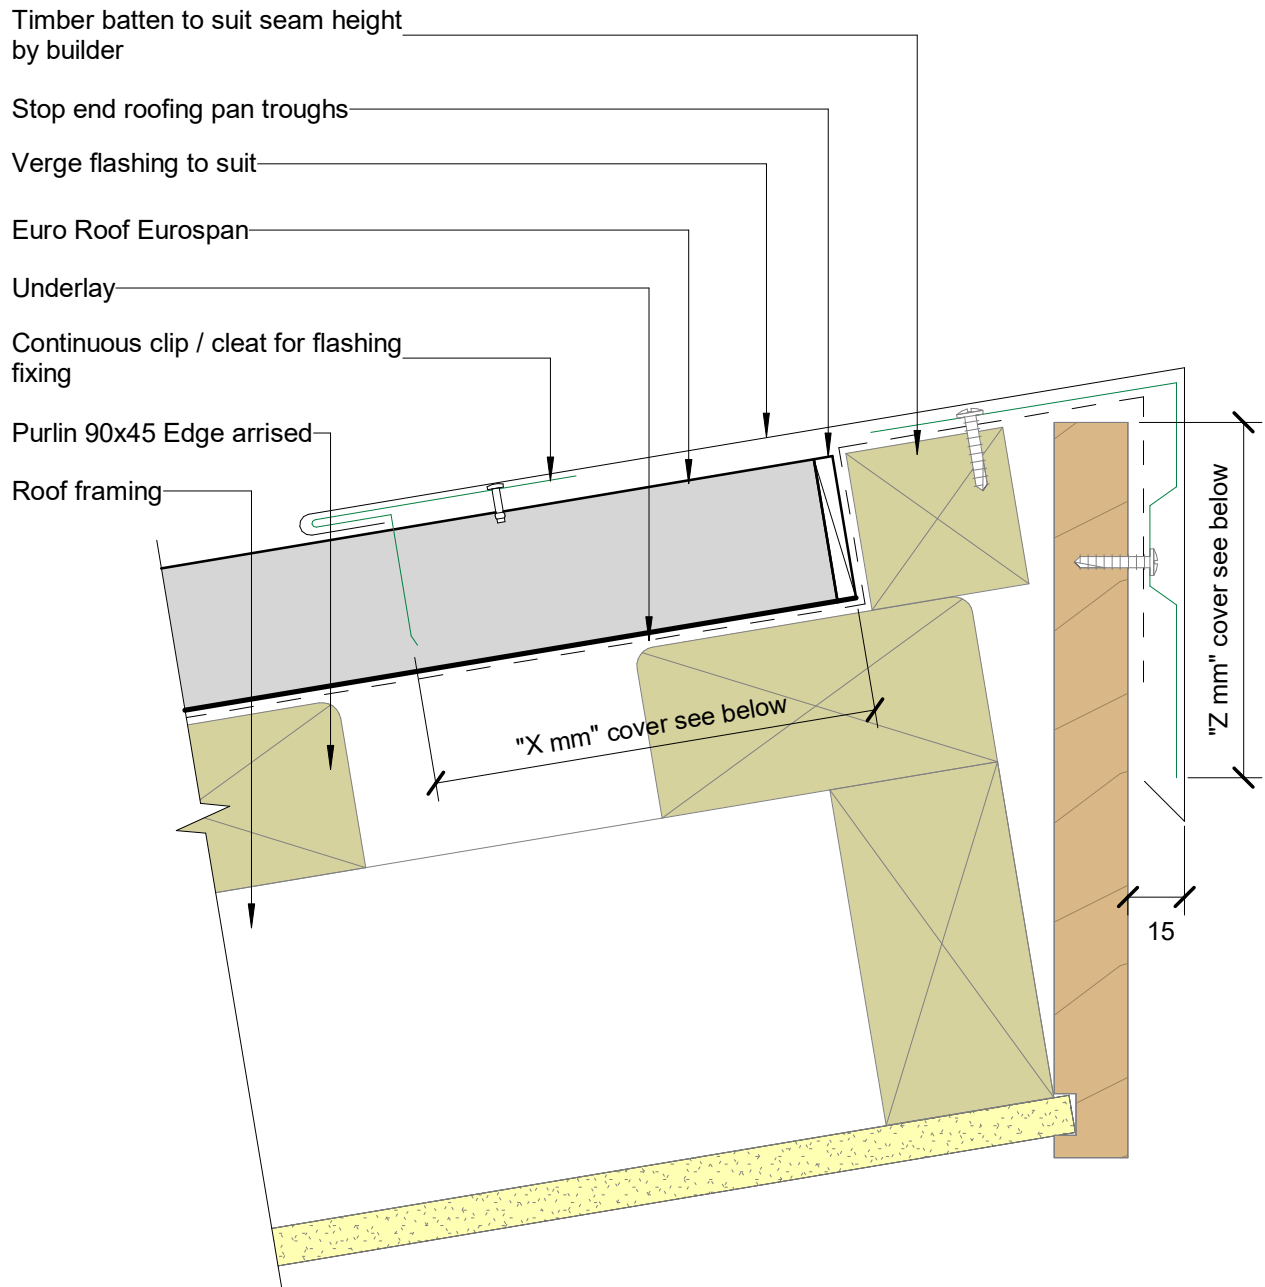 Timber batten to suit seam height
by builder
Stop end roofing pan troughs
Verge flashing to suit
Euro Roof Eurospan
Underlay
Continuous clip / cleat for flashing
fixing
Purlin 90x45 Edge arrised
Roof framing
"X mm" cover see below
"Z mm" cover see below
15